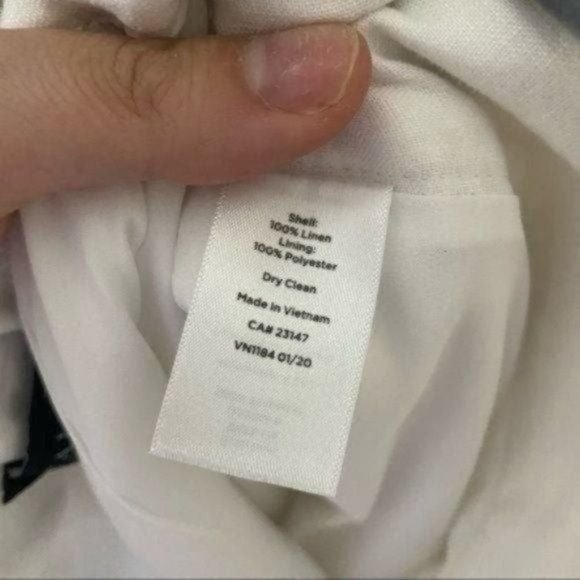 Shell:
100% Linen
Lining:
100% Polyester
Dry Clean
Made in Vietnam
CA# 23147
VN1184 01/20